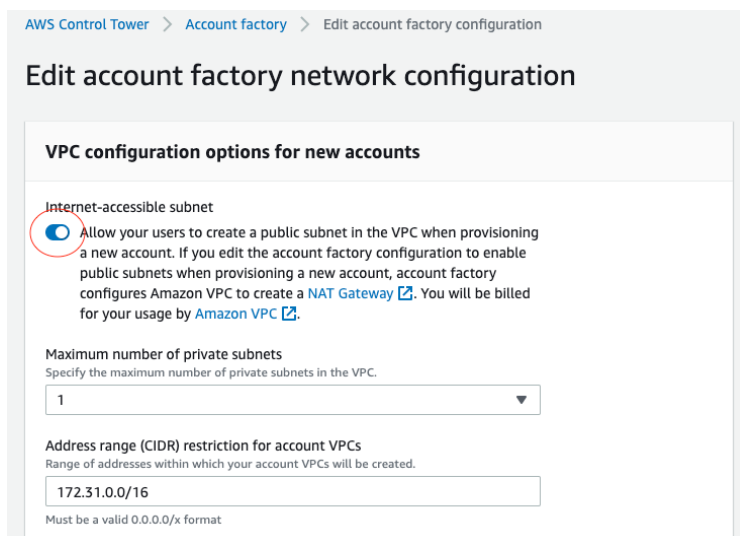 AWS Control Tower > Account factory > Edit account factory configuration
Edit account factory network configuration
VPC configuration options for new accounts
Internet-accessible subnet
Allow your users to create a public subnet in the VPC when provisioning
a new account. If you edit the account factory configuration to enable
public subnets when provisioning a new account, account factory
configures Amazon VPC to create a NAT Gateway. You will be billed
for your usage by Amazon VPC.
Maximum number of private subnets
Specify the maximum number of private subnets in the VPC.
1
Address range (CIDR) restriction for account VPCs
Range of addresses within which your account VPCs will be created.
172.31.0.0/16
Must be a valid 0.0.0.0/x format